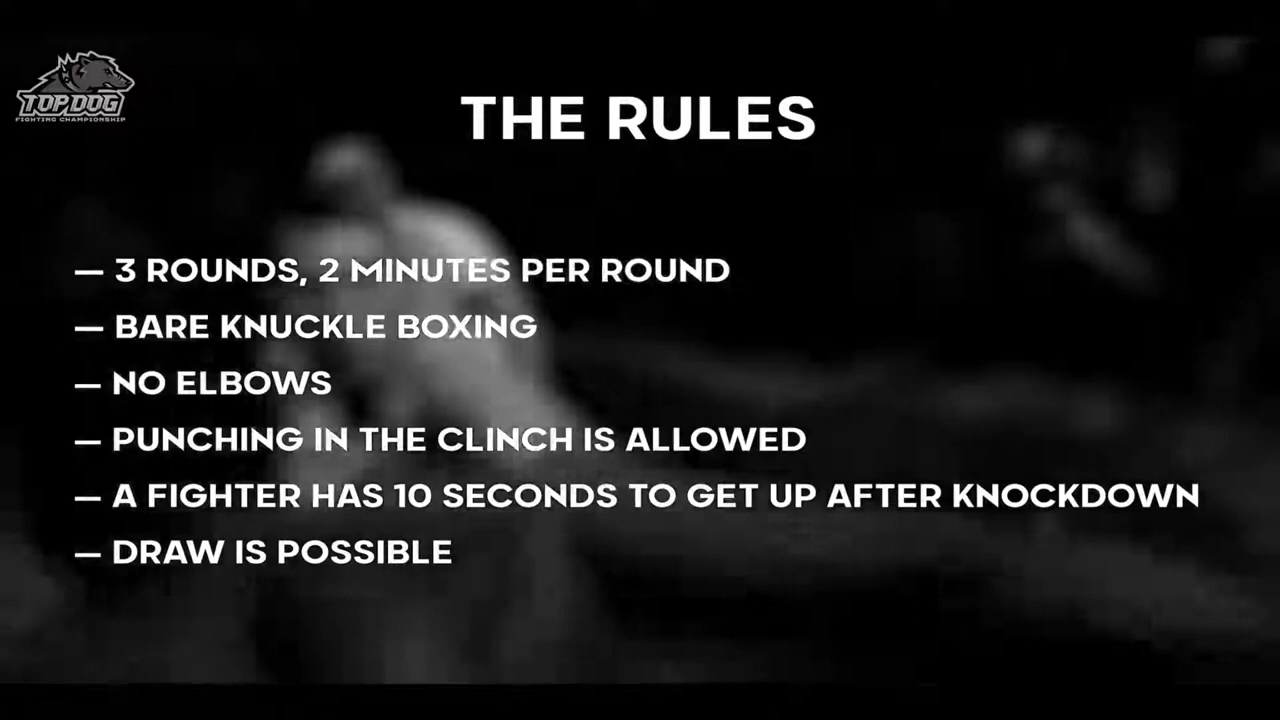 TOP DOG
FIGHTING CHAMPIONSHIP
THE RULES
— 3 ROUNDS, 2 MINUTES PER ROUND
— BARE KNUCKLE BOXING
— NO ELBOWS
— PUNCHING IN THE CLINCH IS ALLOWED
— A FIGHTER HAS 10 SECONDS TO GET UP AFTER KNOCKDOWN
— DRAW IS POSSIBLE